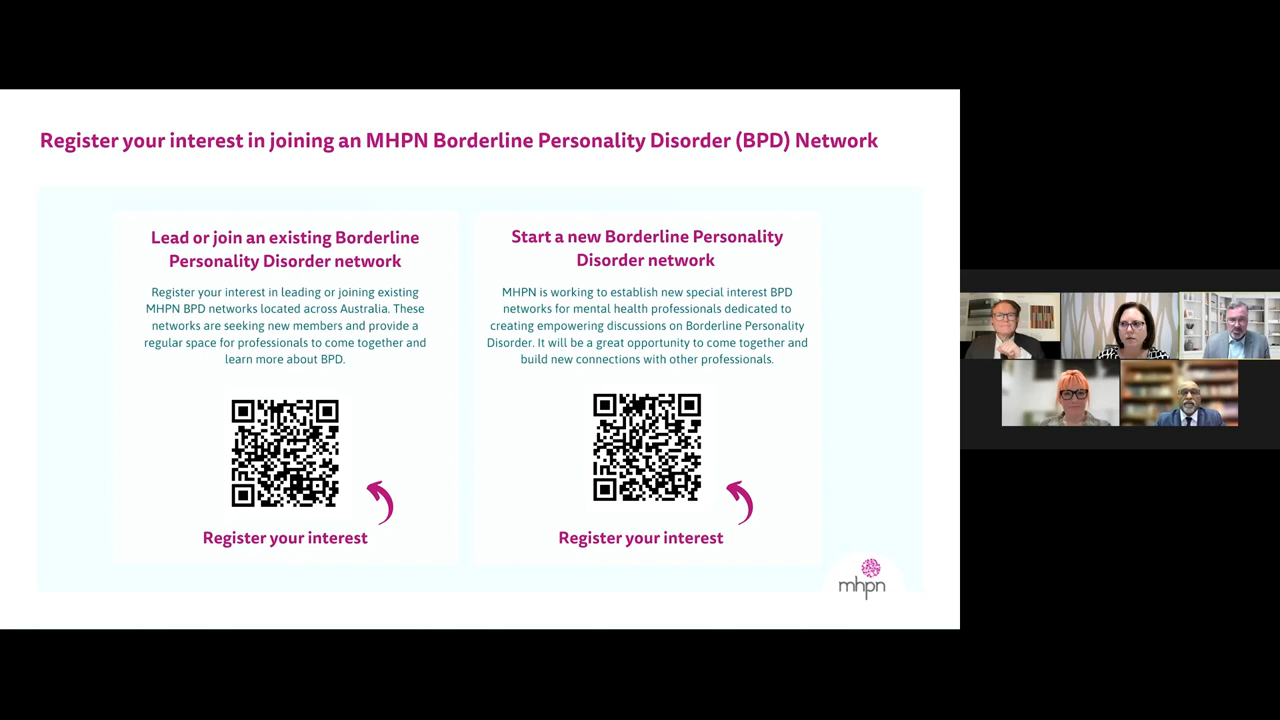 Register your interest in joining an MHPN Borderline Personality Disorder (BPD) Network
Lead or join an existing Borderline
Personality Disorder network
Register your interest in leading or joining existing
MHPN BPD networks located across Australia. These
networks are seeking new members and provide a
regular space for professionals to come together and
learn more about BPD.
Register your interest
Start a new Borderline Personality
Disorder network
MHPN is working to establish new special interest BPD
networks for mental health professionals dedicated to
creating empowering discussions on Borderline Personality
Disorder. It will be a great opportunity to come together and
build new connections with other professionals.
Register your interest
mhpn